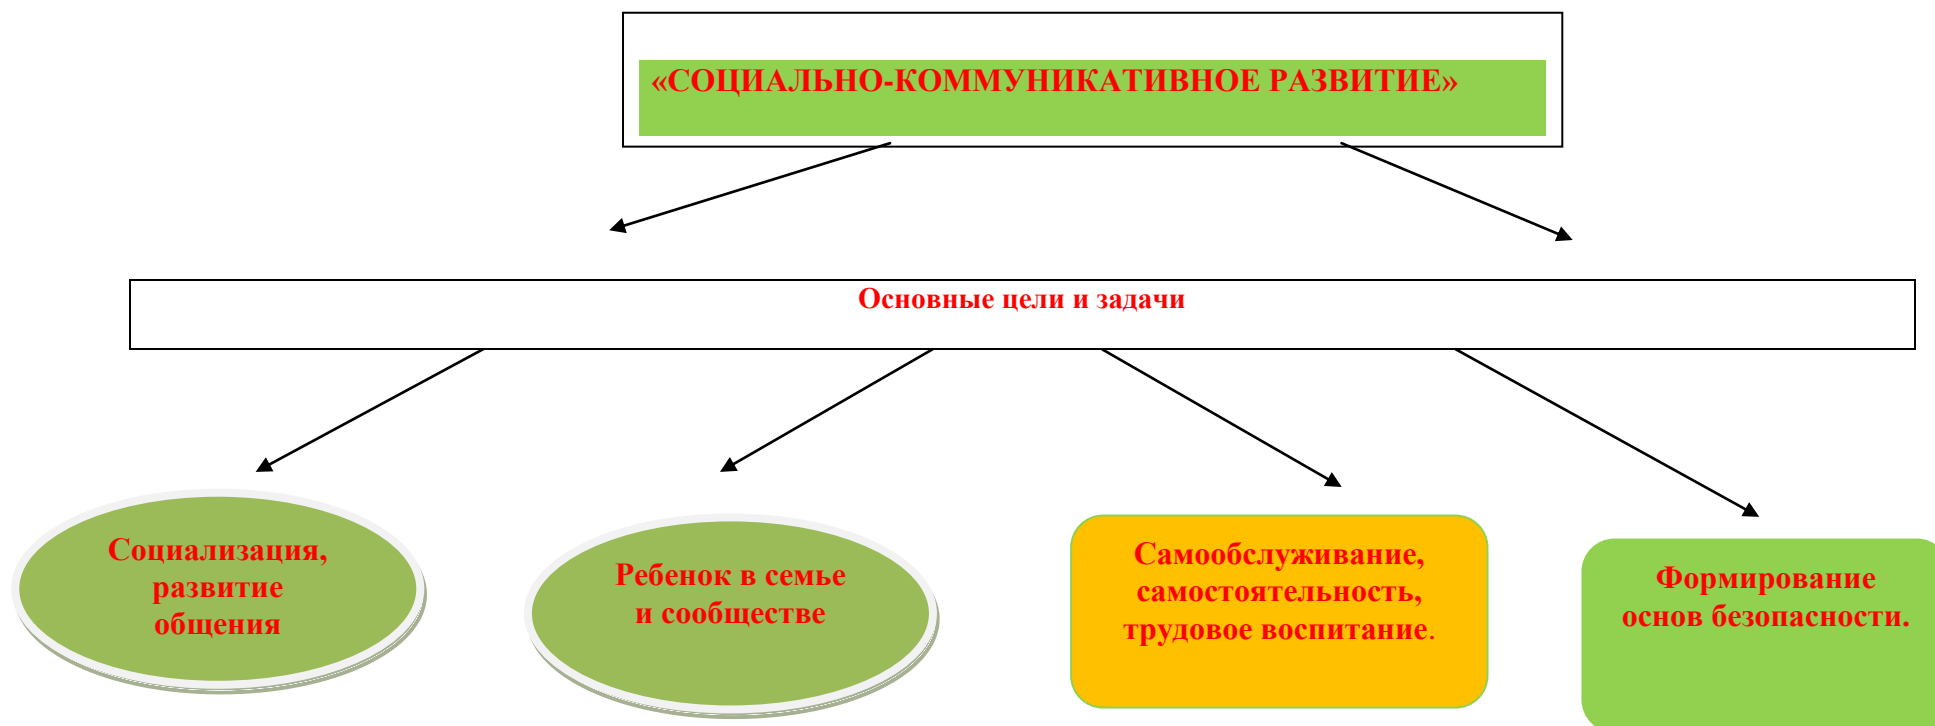 «СОЦИАЛЬНО-КОММУНИКАТИВНОЕ РАЗВИТИЕ»
Основные цели и задачи
Социализация,
развитие
общения
Ребенок в семье
и сообществе
Самообслуживание,
самостоятельность,
трудовое воспитание.
Формирование
основ безопасности.